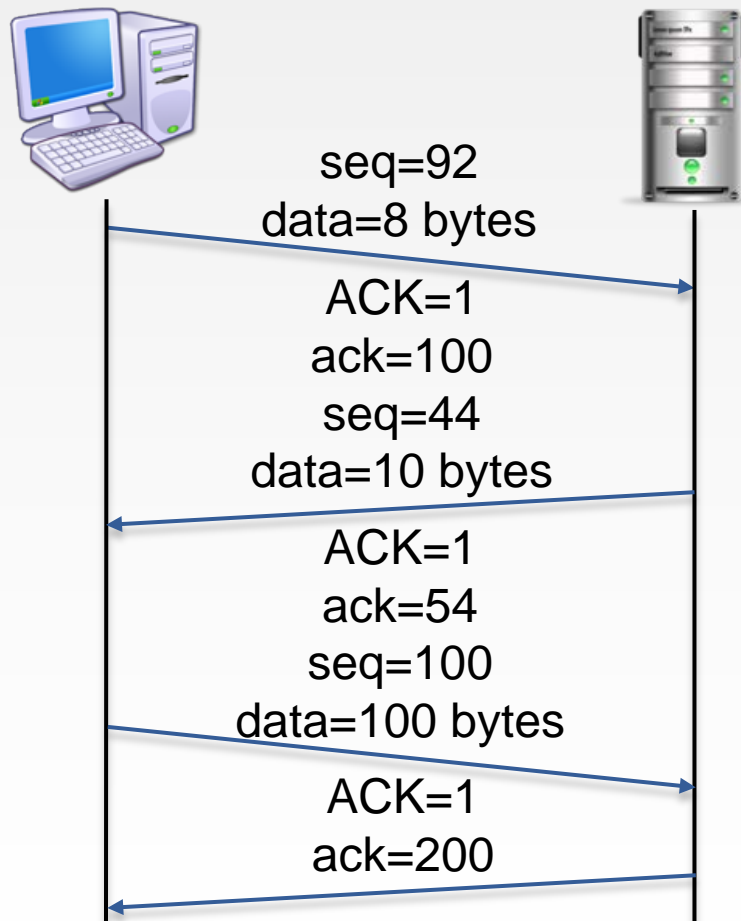 seq=92
data=8 bytes
ACK=1
ack=100
seq=44
data=10 bytes
ACK=1
ack=54
seq=100
data=100 bytes
ACK=1
ack=200